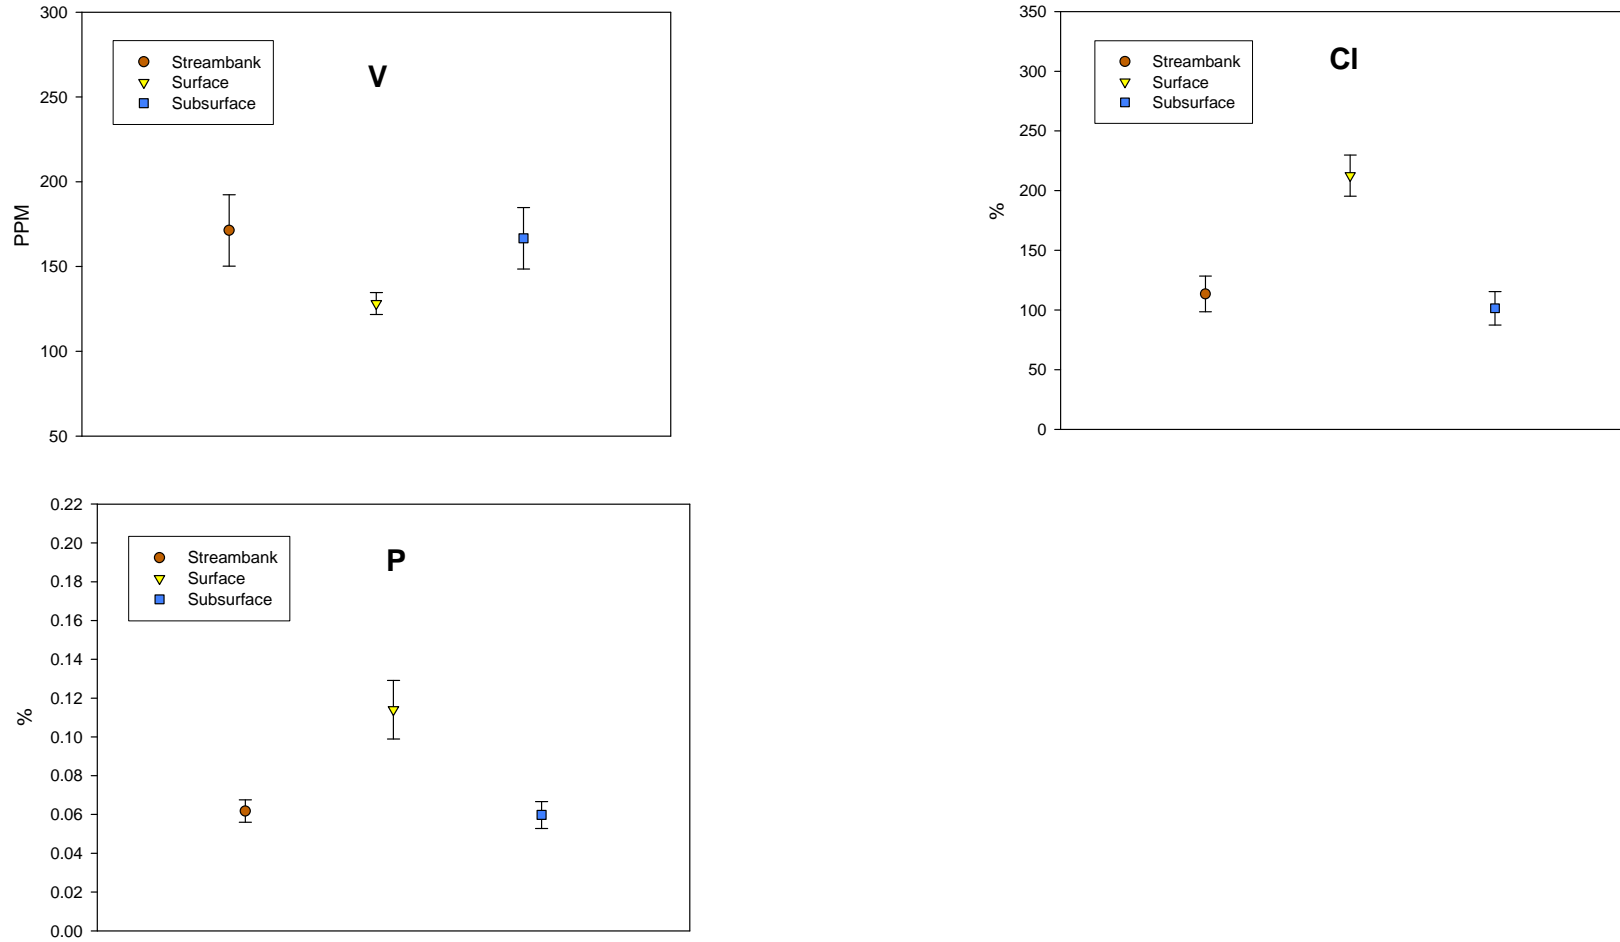 V
Streambank
Surface
Subsurface
PPM
300
250
200
150
100
50
Cl
Streambank
Surface
Subsurface
%
350
300
250
200
150
100
50
0
P
Streambank
Surface
Subsurface
%
0.22
0.20
0.18
0.16
0.14
0.12
0.10
0.08
0.06
0.04
0.02
0.00